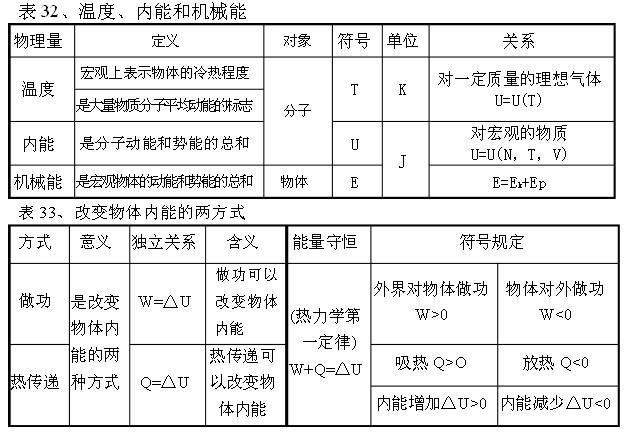 表 32、温度、内能和机械能
物理量 定义 对象 符号 单位 关系
温度 宏观上表示物体的冷热程度
是大量物质分子平均动能的标志
分子 T K 对一定质量的理想气体
U=U(T)
内能 是分子动能和势能的总和 U J 对宏观的物质
U=U(N，T，V)
机械能 是宏观物体的动能和势能的总和 物体 E E=Ek+Ep
表 33、改变物体内能的两方式
方式 意义 独立关系 含义 能量守恒 符号规定
做功 是改变
物体内
能的两
种方式
W=△U 做功可以
改变物体
内能
(热力学第
一定律)
W+Q=△U
外界对物体做功
W>0
物体对外做功
W<0
热传递 Q=△U 热传递可
以改变物
体内能
吸热 Q>O 放热 Q<0
内能增加△U>0 内能减少△U<0